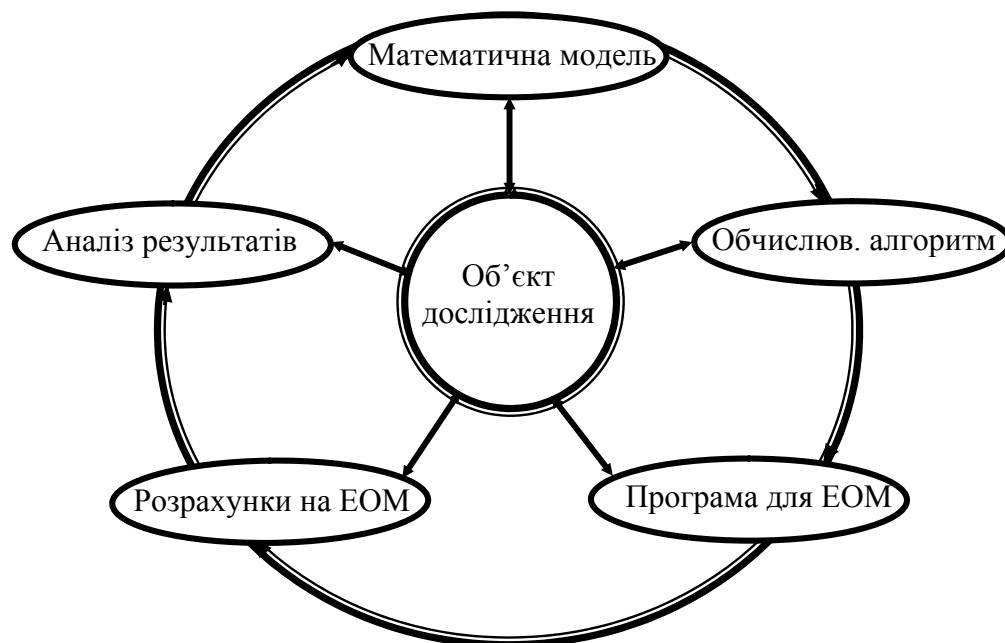 Математична модель
Аналіз результатів
Обчислюв. алгоритм
Об’єкт
дослідження
Розрахунки на ЕОМ
Програма для ЕОМ